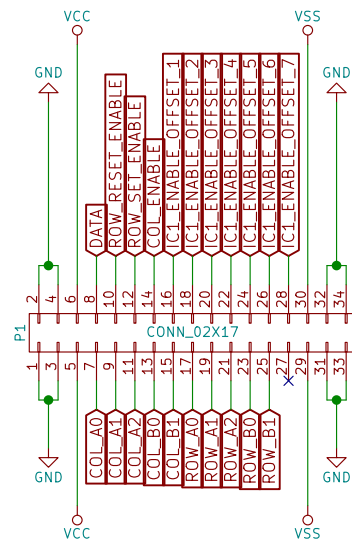 VCC
VSS
GND
GND
DATA
ROW_RESET_ENABLE
ROW_SET_ENABLE
COL_ENABLE
IC1_ENABLE_OFFSET_1
IC1_ENABLE_OFFSET_2
IC1_ENABLE_OFFSET_3
IC1_ENABLE_OFFSET_4
IC1_ENABLE_OFFSET_5
IC1_ENABLE_OFFSET_6
IC1_ENABLE_OFFSET_7
2 4 6 8 10 12 14 16 18 20 22 24 26 28 30 32 34
P1
CONN_02X17
1 3 5 7 9 11 13 15 17 19 21 23 25 27 29 31 33
COL_A0
COL_A1
COL_A2
COL_B0
COL_B1
ROW_A0
ROW_A1
ROW_A2
ROW_B0
ROW_B1
GND
GND
VCC
VSS